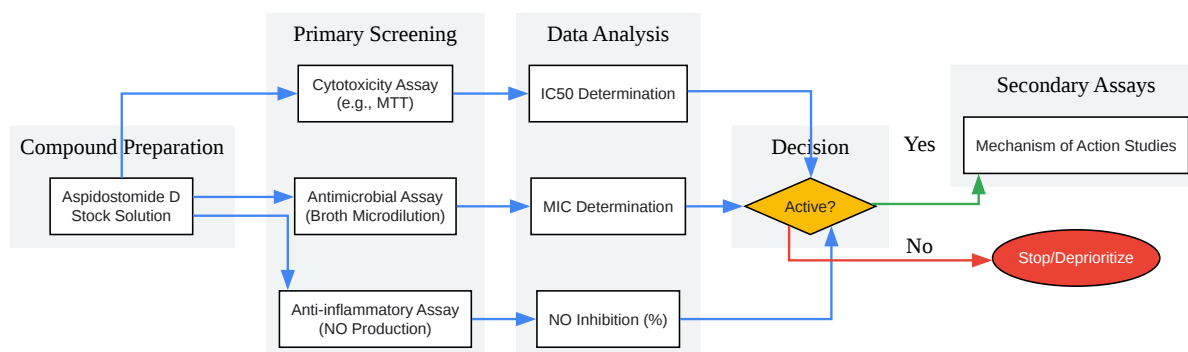 Primary Screening
Data Analysis
Secondary Assays
Cytotoxicity Assay
(e.g., MTT)
IC50 Determination
Compound Preparation
Decision
Yes
Mechanism of Action Studies
Aspidostomide D
Stock Solution
Antimicrobial Assay
(Broth Microdilution)
MIC Determination
Active?
No
Stop/Deprioritize
Anti-inflammatory Assay
(NO Production)
NO Inhibition (%)